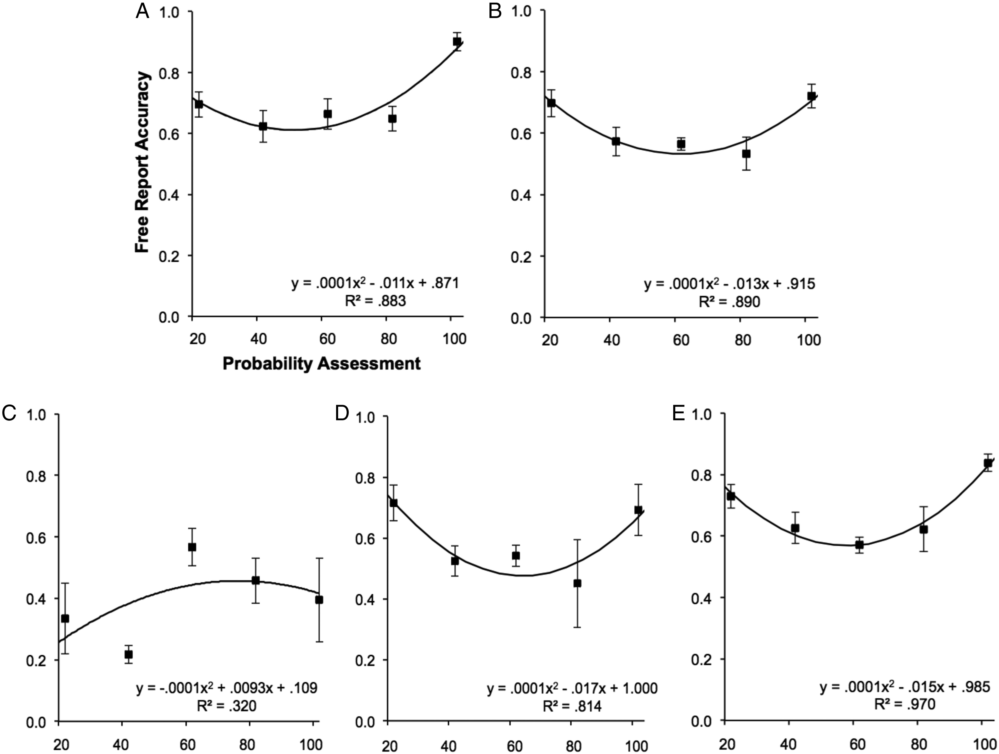 A
1.0
0.8
0.6
0.4
0.2
0.0
Free Report Accuracy
y = .0001x² - .011x + .871
R² = .883
20 40 60 80 100
Probability Assessment
B
1.0
0.8
0.6
0.4
0.2
0.0
y = .0001x² - .013x + .915
R² = .890
20 40 60 80 100
C
1.0
0.8
0.6
0.4
0.2
0.0
y = -.0001x² + .0093x + .109
R² = .320
20 40 60 80 100
D
1.0
0.8
0.6
0.4
0.2
0.0
y = .0001x² - .017x + 1.000
R² = .814
20 40 60 80 100
E
1.0
0.8
0.6
0.4
0.2
0.0
y = .0001x² - .015x + .985
R² = .970
20 40 60 80 100